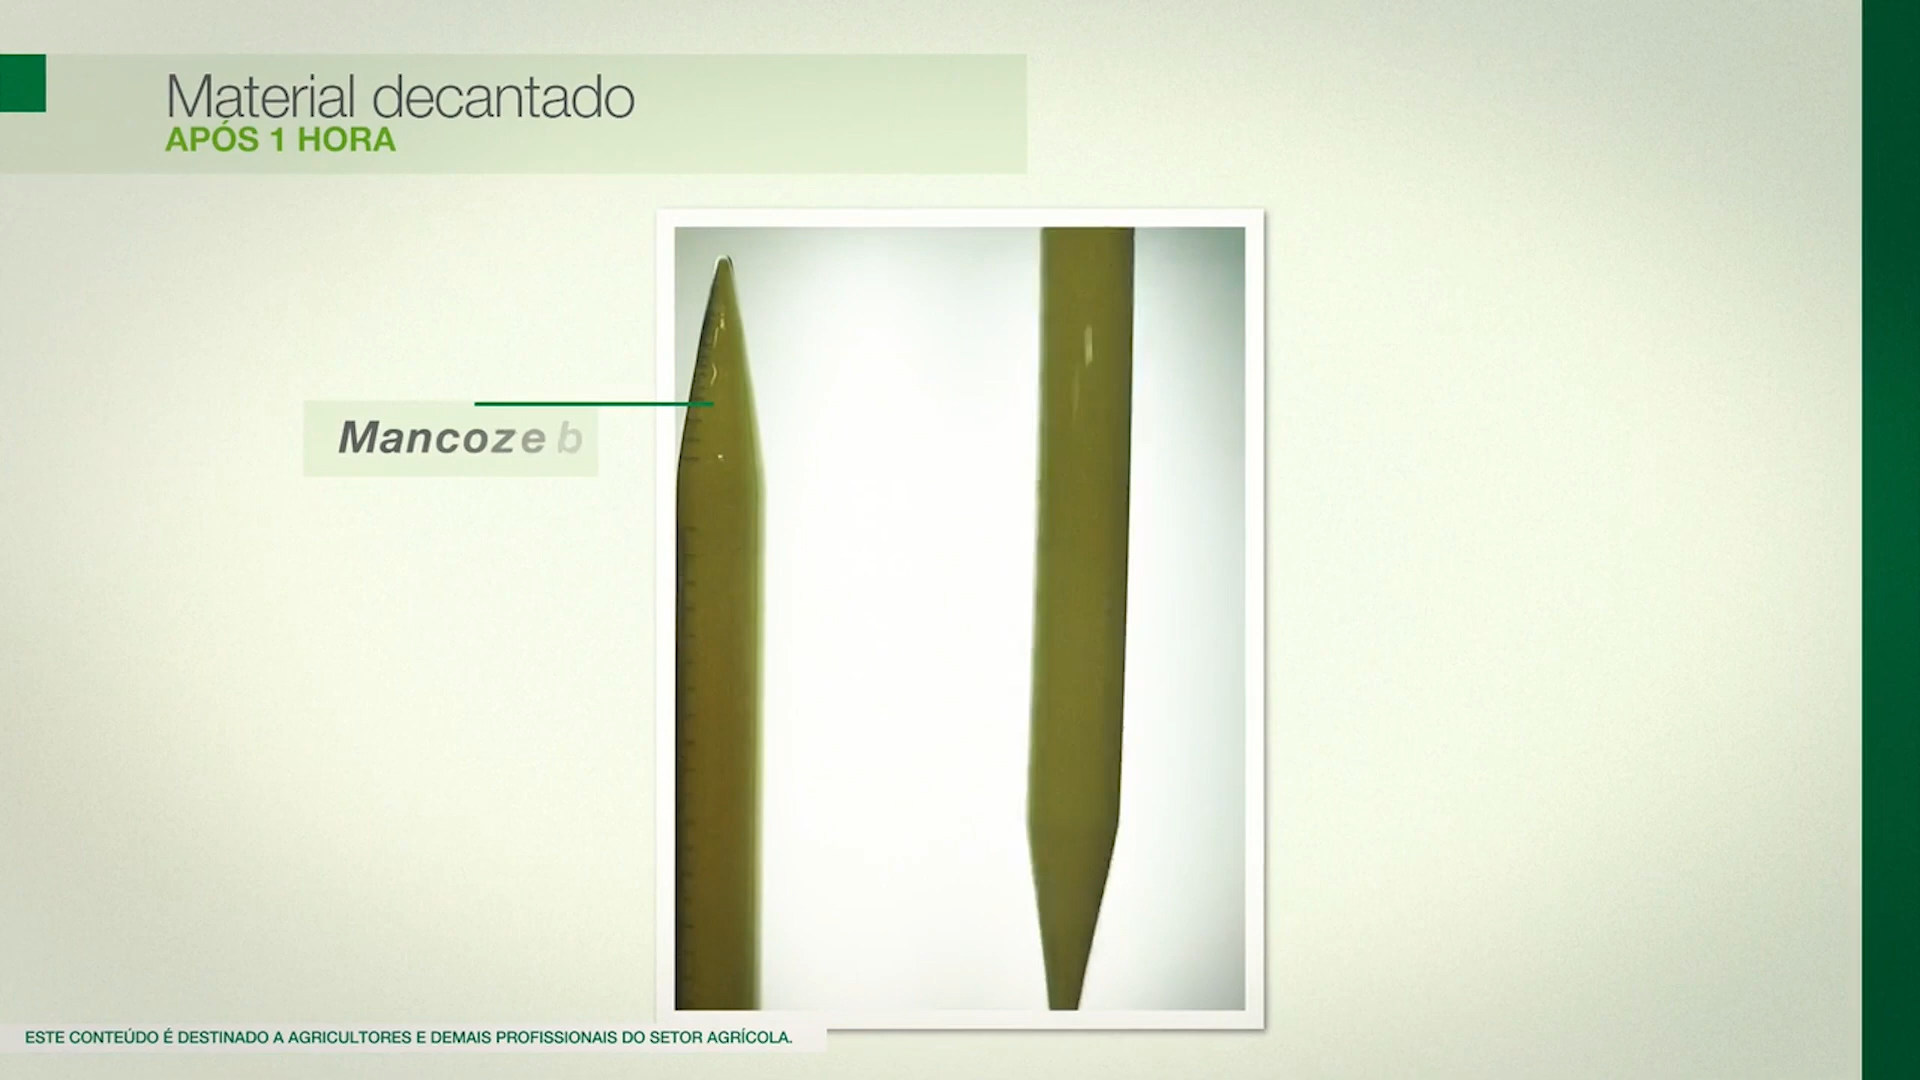 Material decantado
APÓS 1 HORA
Mancozeb
ESTE CONTEÚDO É DESTINADO A AGRICULTORES E DEMAIS PROFISSIONAIS DO SETOR AGRÍCOLA.